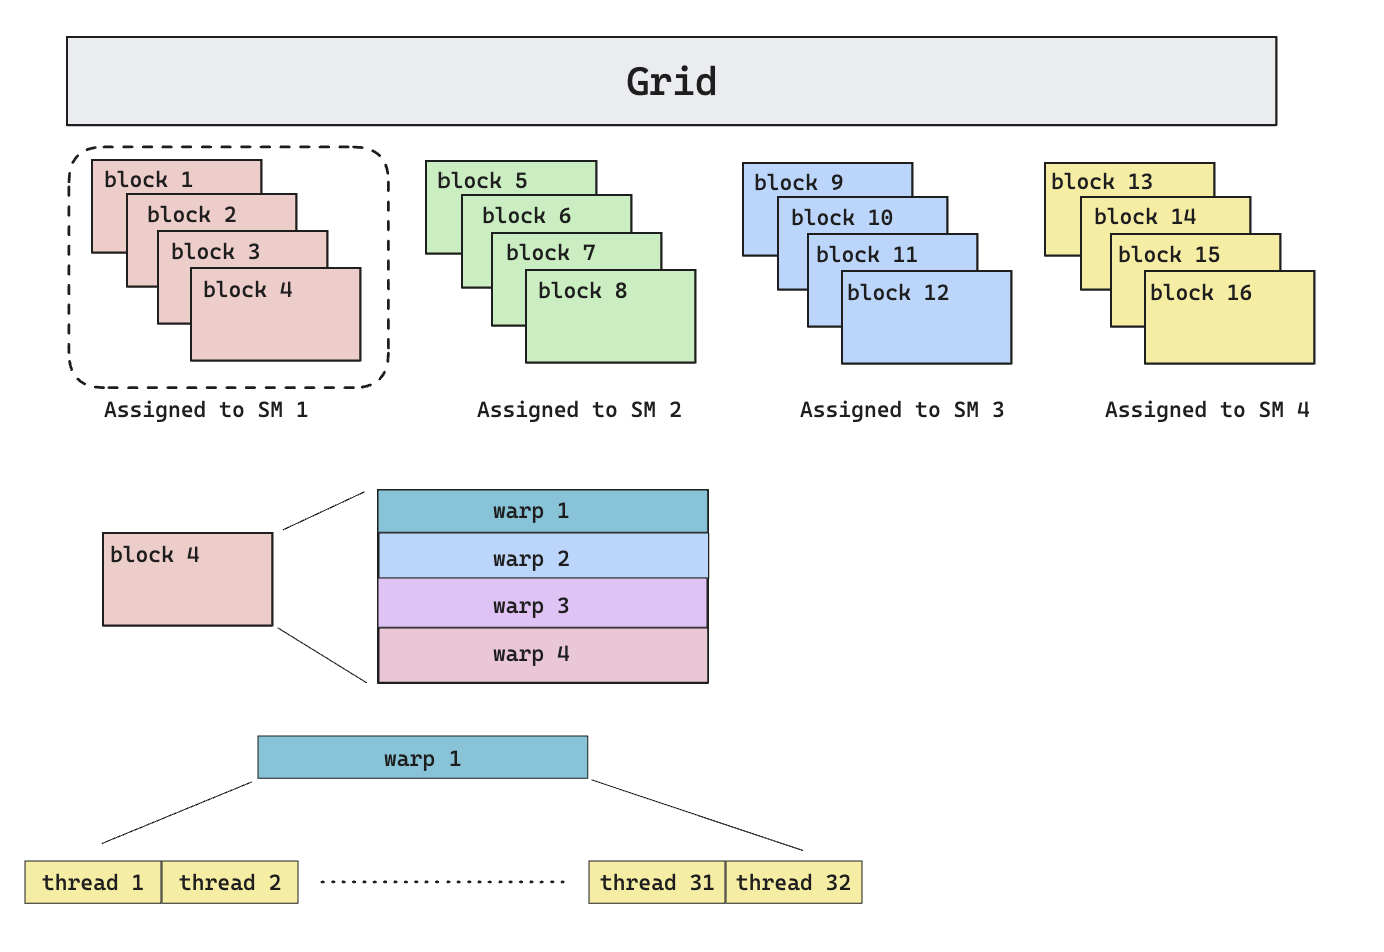 Grid
block 1
block 2
block 3
block 4
block 5
block 6
block 7
block 8
block 9
block 10
block 11
block 12
block 13
block 14
block 15
block 16
Assigned to SM 1
Assigned to SM 2
Assigned to SM 3
Assigned to SM 4
block 4
warp 1
warp 2
warp 3
warp 4
warp 1
thread 1
thread 2
thread 31
thread 32